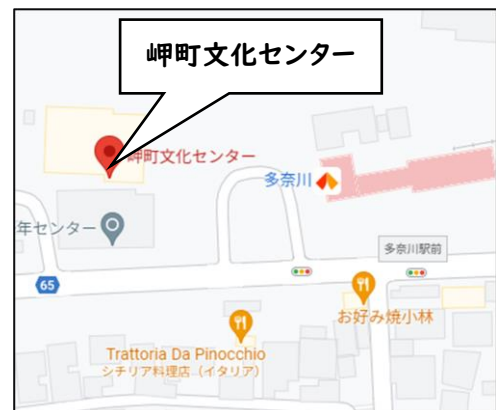 岬町文化センター
岬町文化センター
多奈川
年センター
多奈川駅前
65
お好み焼小林
Trattoria Da Pinocchio
シチリア料理店（イタリア）